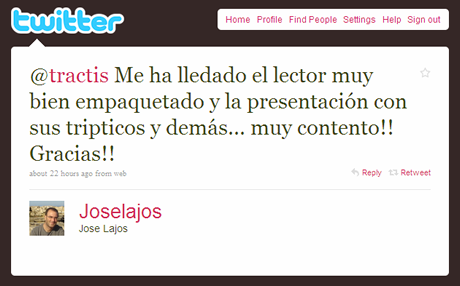 twitter
Home Profile Find People Settings Help Sign out
@tractis Me ha lledado el lector muy
bien empaquetado y la presentación con
sus tripticos y demás... muy contento!!
Gracias!!
about 22 hours ago from web
Reply Retweet
Joselajos
Jose Lajos